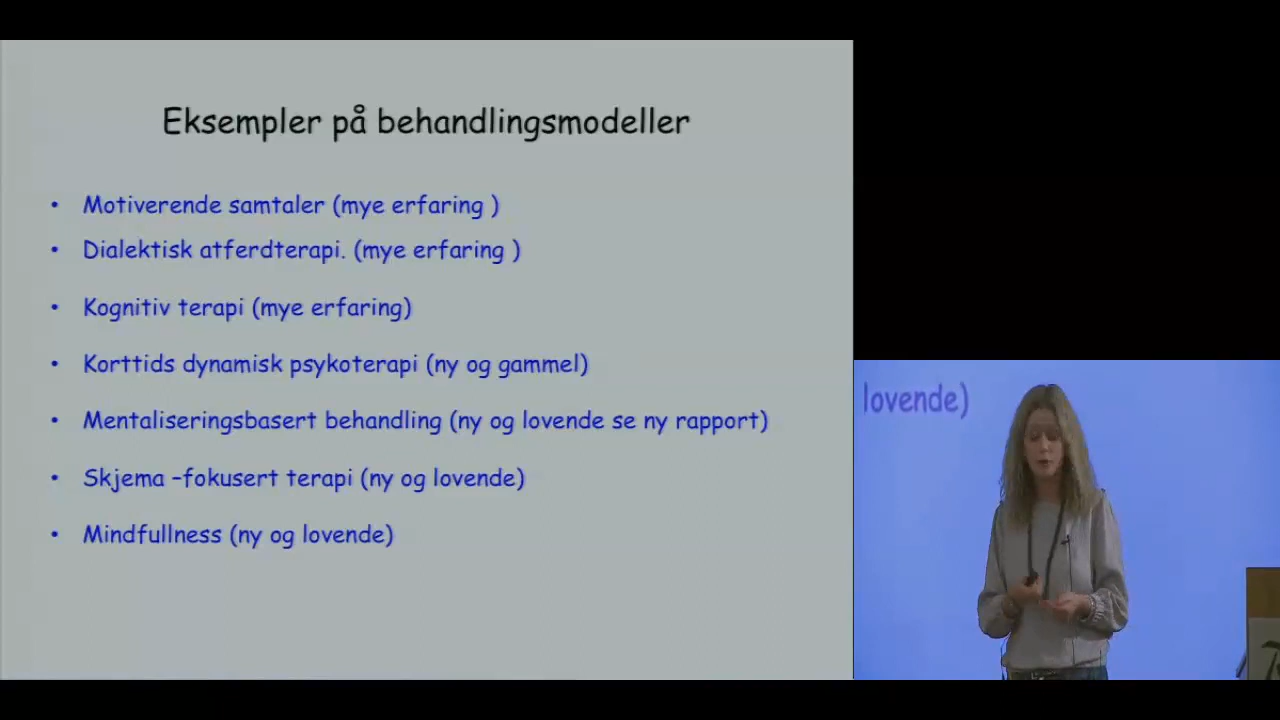 Eksempler på behandlingsmodeller
• Motiverende samtaler (mye erfaring )
• Dialektisk atferdterapi. (mye erfaring )
• Kognitiv terapi (mye erfaring)
• Korttids dynamisk psykoterapi (ny og gammel)
• Mentaliseringsbasert behandling (ny og lovende se ny rapport)
• Skjema –fokusert terapi (ny og lovende)
• Mindfullness (ny og lovende)
lovende)